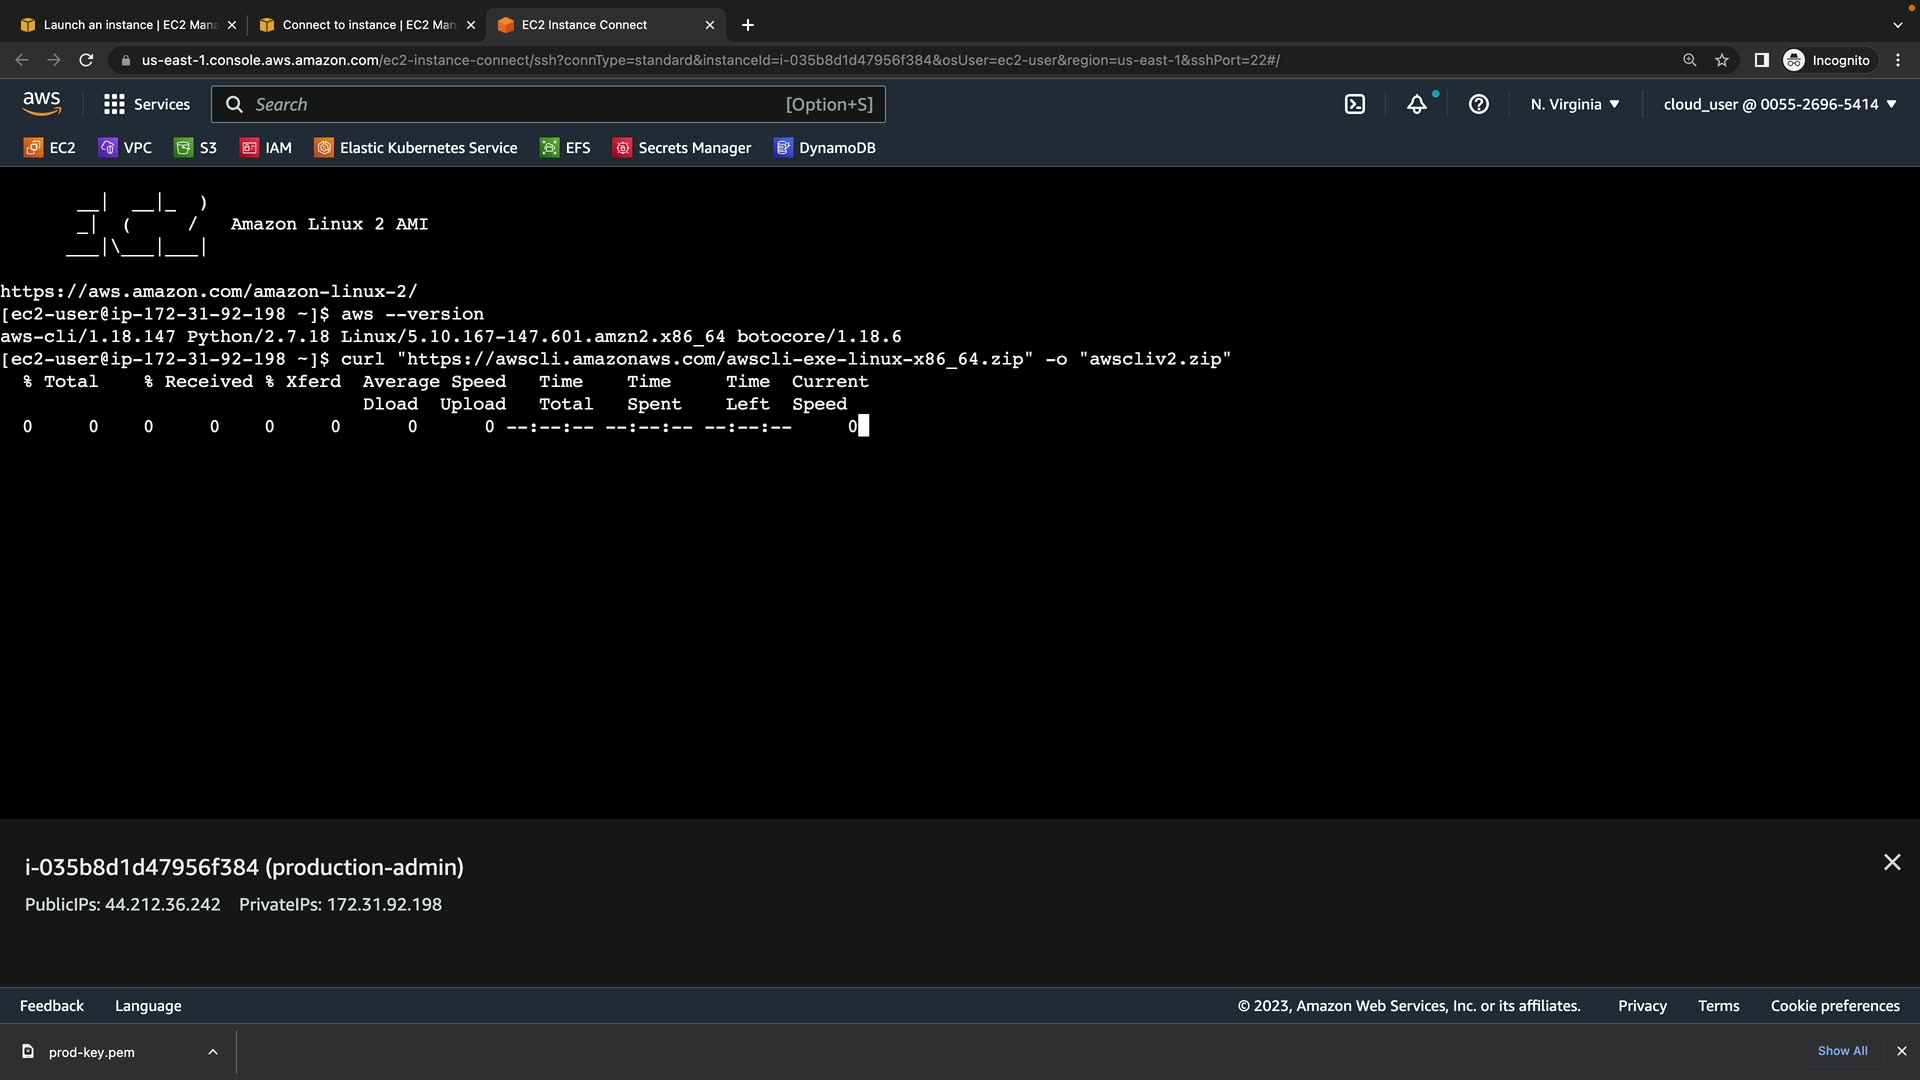 Launch an instance | EC2 Mana
Connect to instance | EC2 Man
EC2 Instance Connect
us-east-1.console.aws.amazon.com/ec2-instance-connect/ssh?connType=standard&instanceId=i-035b8d1d47956f384&osUser=ec2-user&region=us-east-1&sshPort=22#/
Incognito
aws
Services
Search
[Option+S]
N. Virginia
cloud_user @ 0055-2696-5414
EC2 VPC S3 IAM Elastic Kubernetes Service EFS Secrets Manager DynamoDB
__|  __|_  )
_|  (     /   Amazon Linux 2 AMI
___|\___|___|
https://aws.amazon.com/amazon-linux-2/
[ec2-user@ip-172-31-92-198 ~]$ aws --version
aws-cli/1.18.147 Python/2.7.18 Linux/5.10.167-147.601.amzn2.x86_64 botocore/1.18.6
[ec2-user@ip-172-31-92-198 ~]$ curl "https://awscli.amazonaws.com/awscli-exe-linux-x86_64.zip" -o "awscliv2.zip"
% Total    % Received % Xferd  Average Speed   Time    Time     Time  Current
Dload  Upload   Total   Spent    Left  Speed
0     0    0     0    0     0      0      0 --:--:-- --:--:-- --:--:--     0
i-035b8d1d47956f384 (production-admin)
PublicIPs: 44.212.36.242 PrivateIPs: 172.31.92.198
Feedback Language © 2023, Amazon Web Services, Inc. or its affiliates. Privacy Terms Cookie preferences
prod-key.pem
Show All